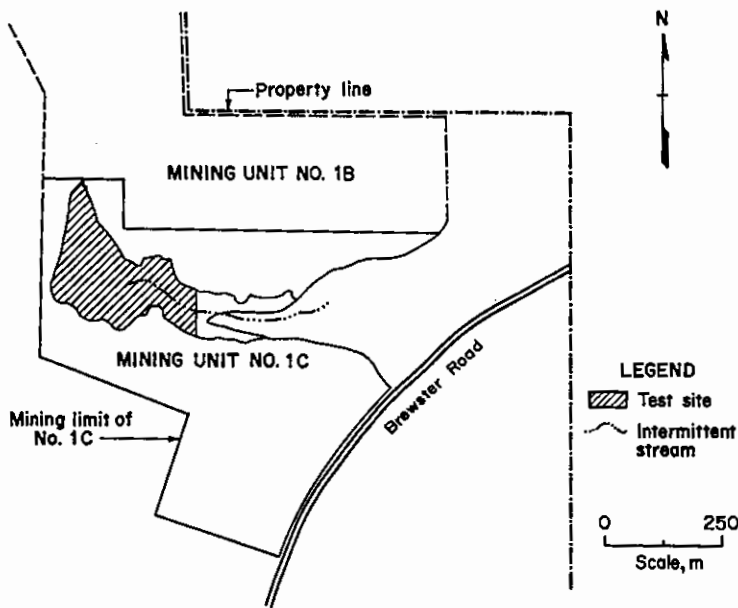 N
Property line
MINING UNIT NO. 1B
MINING UNIT NO. 1C
Mining limit of
No. 1C
Brewster Road
LEGEND
Test site
Intermittent
stream
0 250
Scale, m